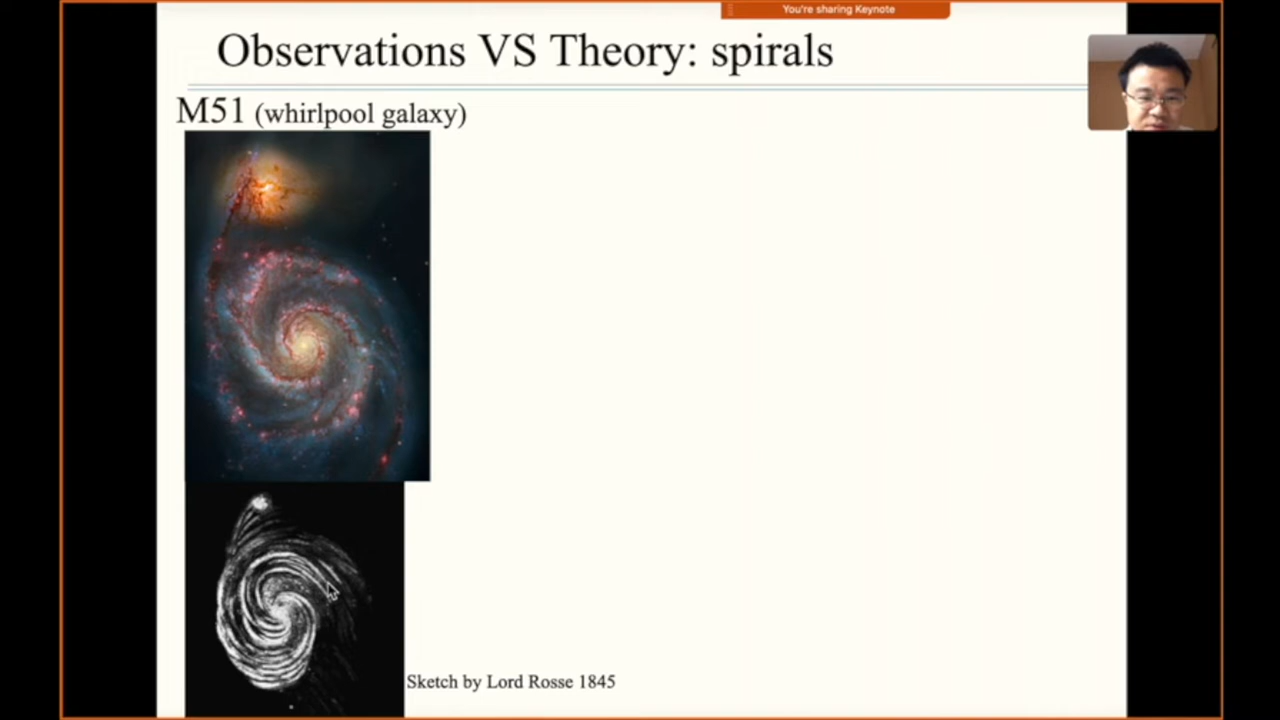 You're sharing Keynote
Observations VS Theory: spirals
M51 (whirlpool galaxy)
Sketch by Lord Rosse 1845